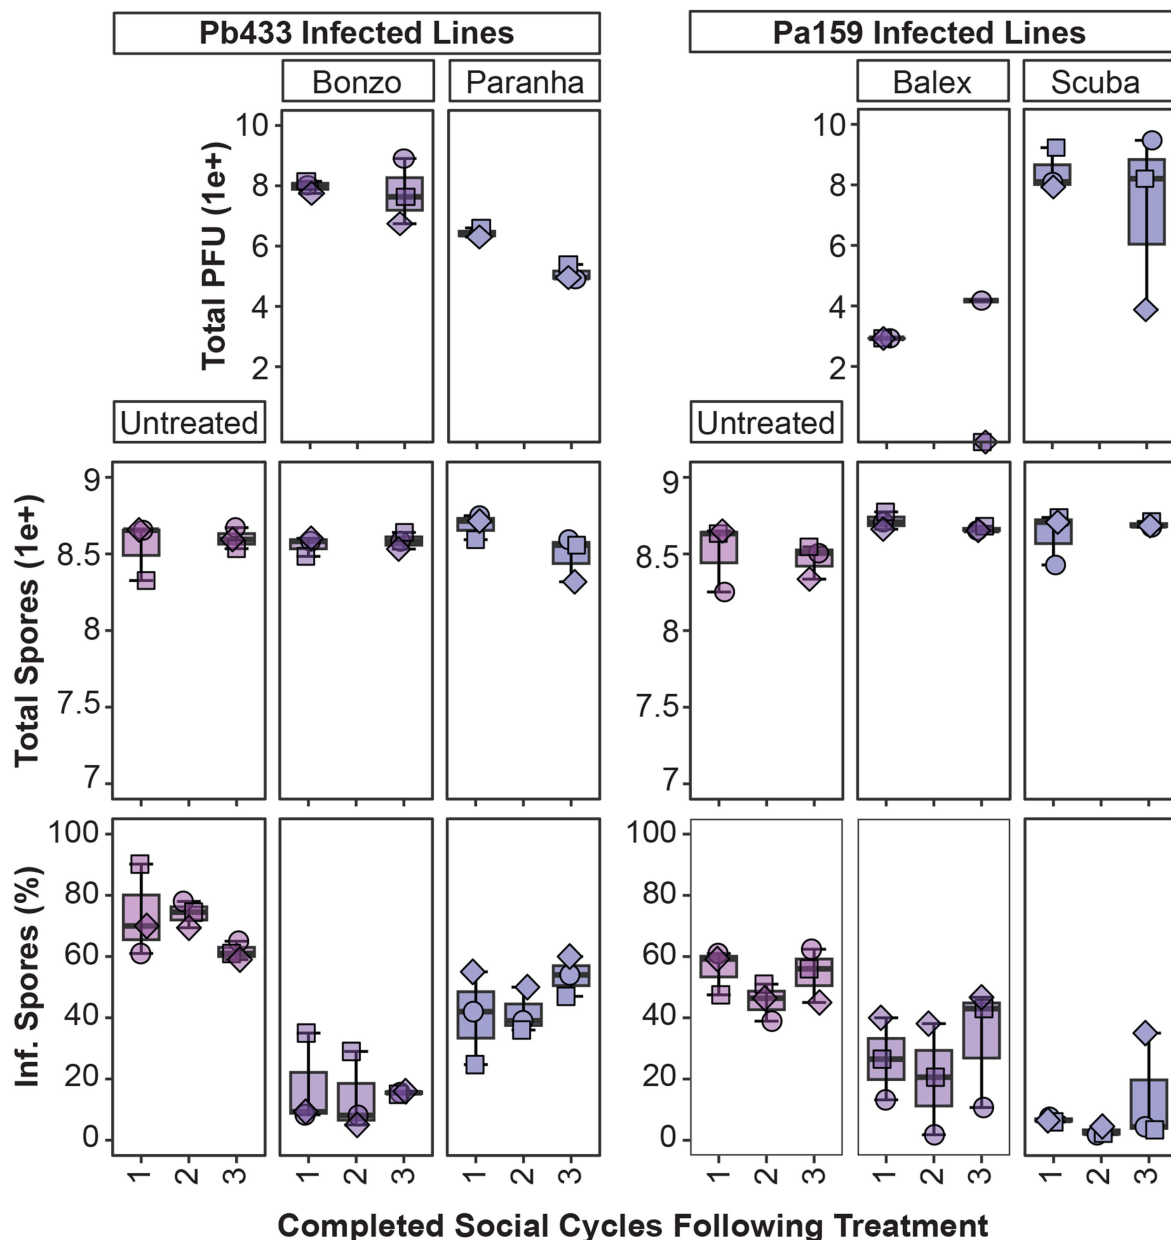 Pb433 Infected Lines
Pa159 Infected Lines
Bonzo
Paranha
Balex
Scuba
Total PFU (1e+)
10
8
6
4
2
10
8
6
4
2
Untreated
Untreated
Total Spores (1e+)
9
8.5
8
7.5
7
9
8.5
8
7.5
7
Inf. Spores (%)
100
80
60
40
20
0
100
80
60
40
20
0
1 2 3
1 2 3
1 2 3
1 2 3
1 2 3
1 2 3
Completed Social Cycles Following Treatment